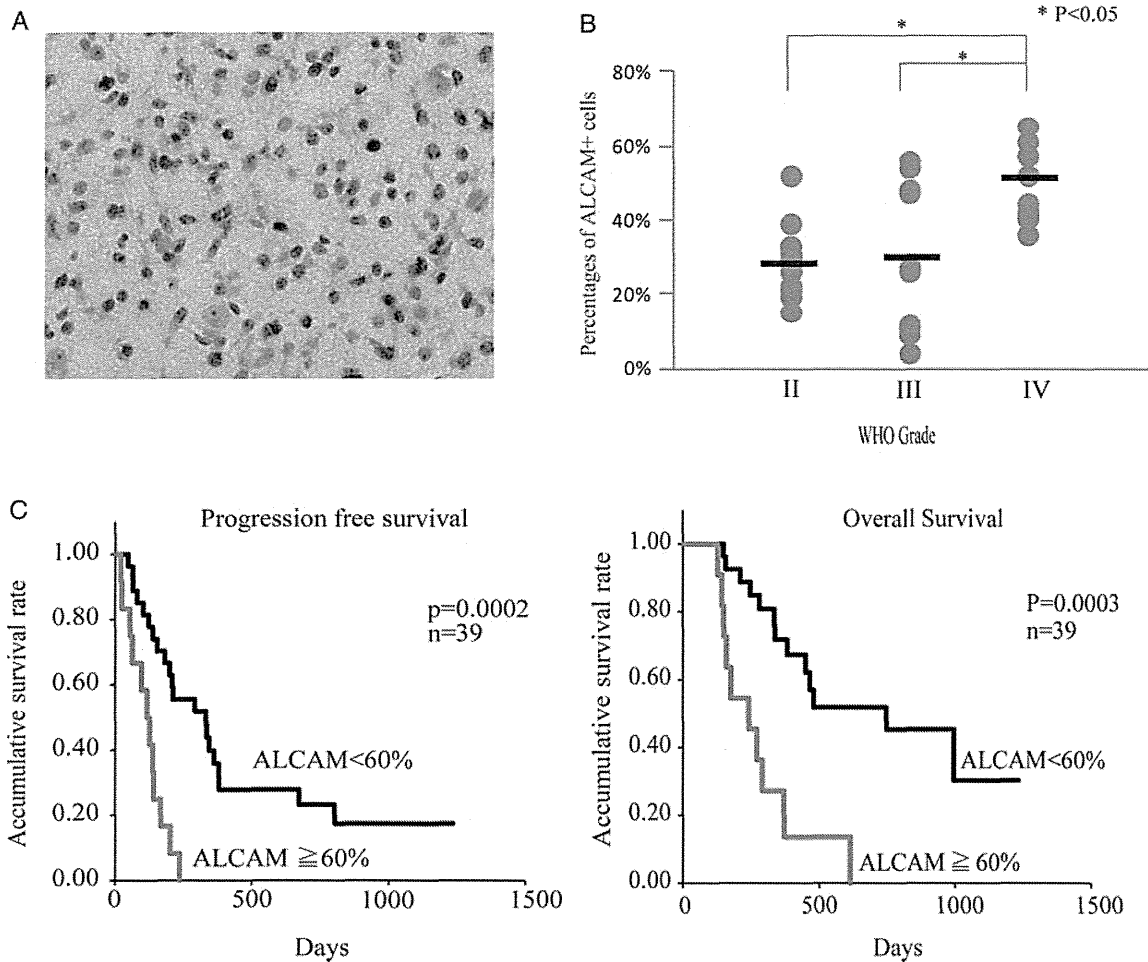 A
B
* P<0.05
*
*
80%
60%
40%
20%
0%
Percentages of ALCAM+ cells
II III IV
WHO Grade
C
Progression free survival
Accumulative survival rate
1.00
0.80
0.60
0.40
0.20
0.00
p=0.0002
n=39
ALCAM<60%
ALCAM ≧60%
0 500 1000 1500
Days
Overall Survival
Accumulative survival rate
1.00
0.80
0.60
0.40
0.20
0.00
P=0.0003
n=39
ALCAM<60%
ALCAM ≧ 60%
0 500 1000 1500
Days